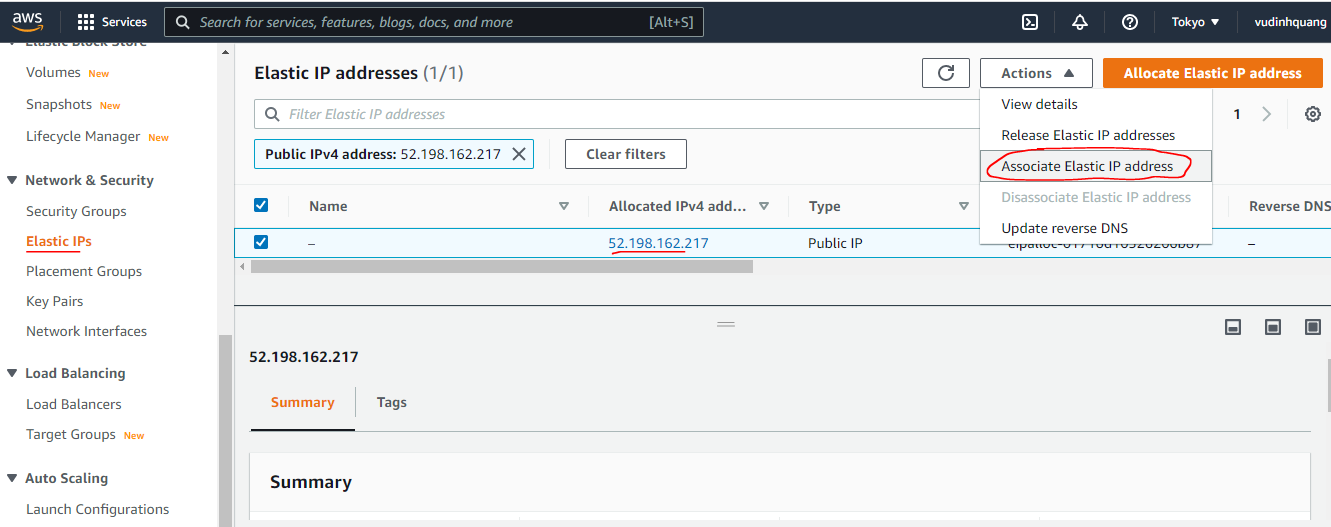 aws Services Search for services, features, blogs, docs, and more [Alt+S] Tokyo vudinhquang
Elastic Block Store
Volumes New
Snapshots New
Lifecycle Manager New
Network & Security
Security Groups
Elastic IPs
Placement Groups
Key Pairs
Network Interfaces
Load Balancing
Load Balancers
Target Groups New
Auto Scaling
Launch Configurations
Elastic IP addresses (1/1)
Actions
Allocate Elastic IP address
Filter Elastic IP addresses
1
View details
Release Elastic IP addresses
Associate Elastic IP address
Disassociate Elastic IP address
Update reverse DNS
Public IPv4 address: 52.198.162.217
Clear filters
Name Allocated IPv4 add... Type Reverse DNS
– 52.198.162.217 Public IP –
52.198.162.217
Summary Tags
Summary